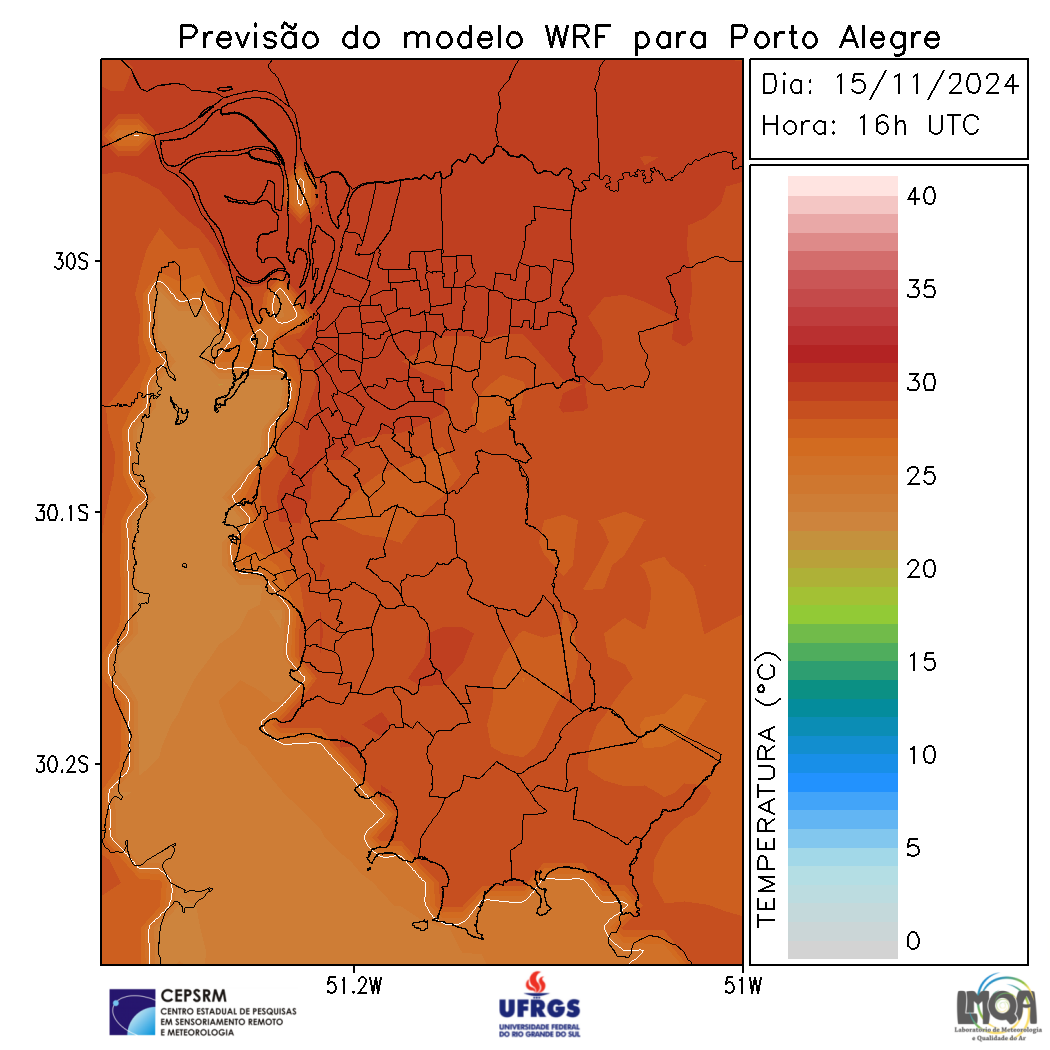 Previsão do modelo WRF para Porto Alegre
Dia: 15/11/2024
Hora: 16h UTC
40
35
30
25
20
15
10
5
0
TEMPERATURA (°C)
30S
30.1S
30.2S
51.2W
51W
CEPSRM
CENTRO ESTADUAL DE PESQUISAS
EM SENSORIAMENTO REMOTO
E METEOROLOGIA
UFRGS
UNIVERSIDADE FEDERAL
DO RIO GRANDE DO SUL
LMQA
Laboratório de Meteorologia
e Qualidade do Ar